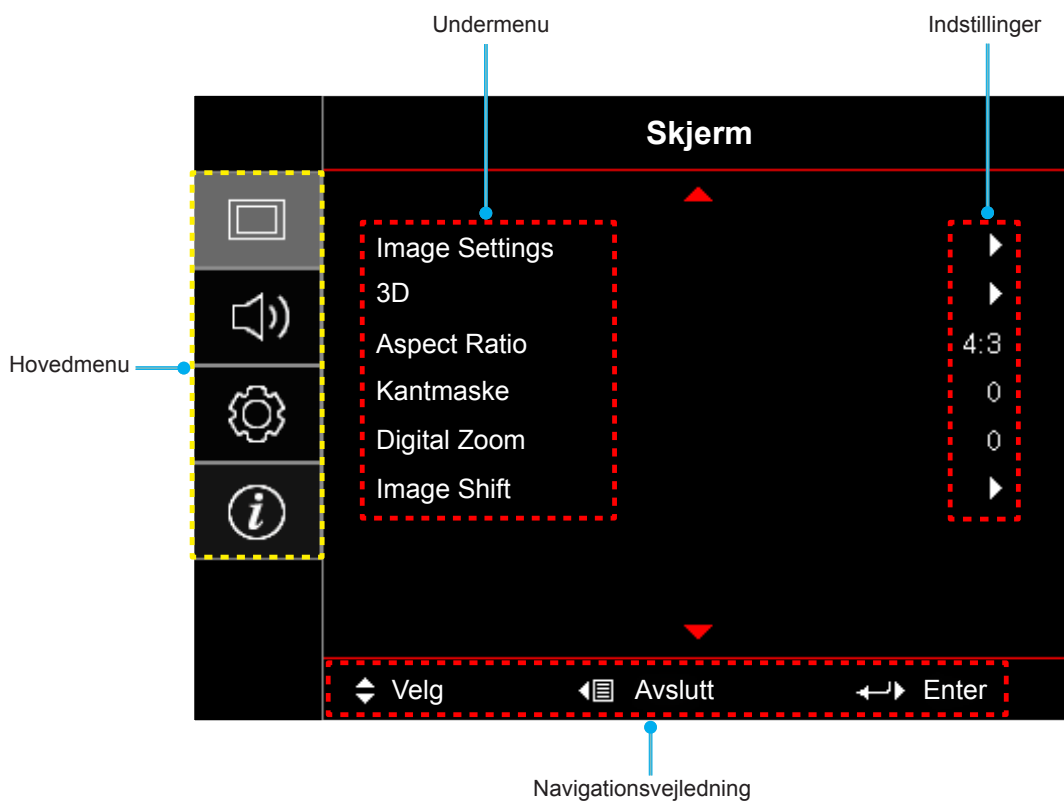 Undermenu
Indstillinger
Skjerm
Image Settings
3D
Aspect Ratio 4:3
Hovedmenu
Kantmaske 0
Digital Zoom 0
Image Shift
Velg Avslutt Enter
Navigationsvejledning